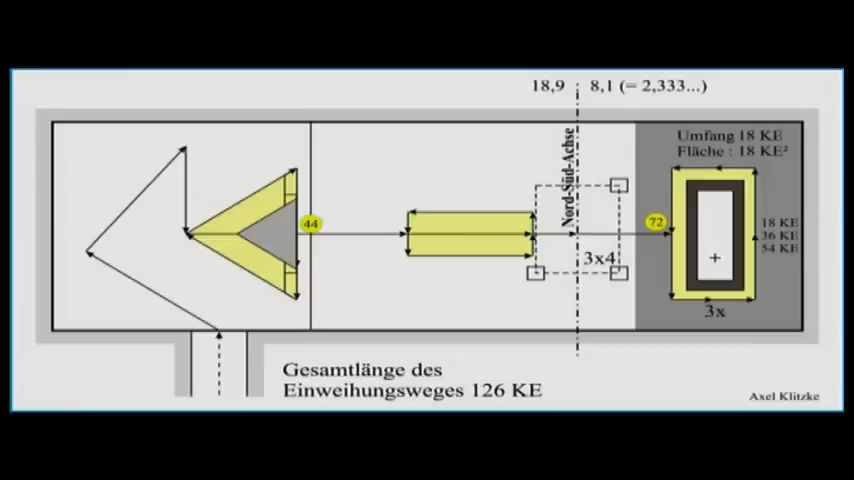 18,9 8,1 (= 2,333...)
Nord-Süd-Achse
Umfang 18 KE
Fläche : 18 KE²
44
72
18 KE
36 KE
54 KE
3x4
3x
Gesamtlänge des
Einweihungsweges 126 KE
Axel Klitzke